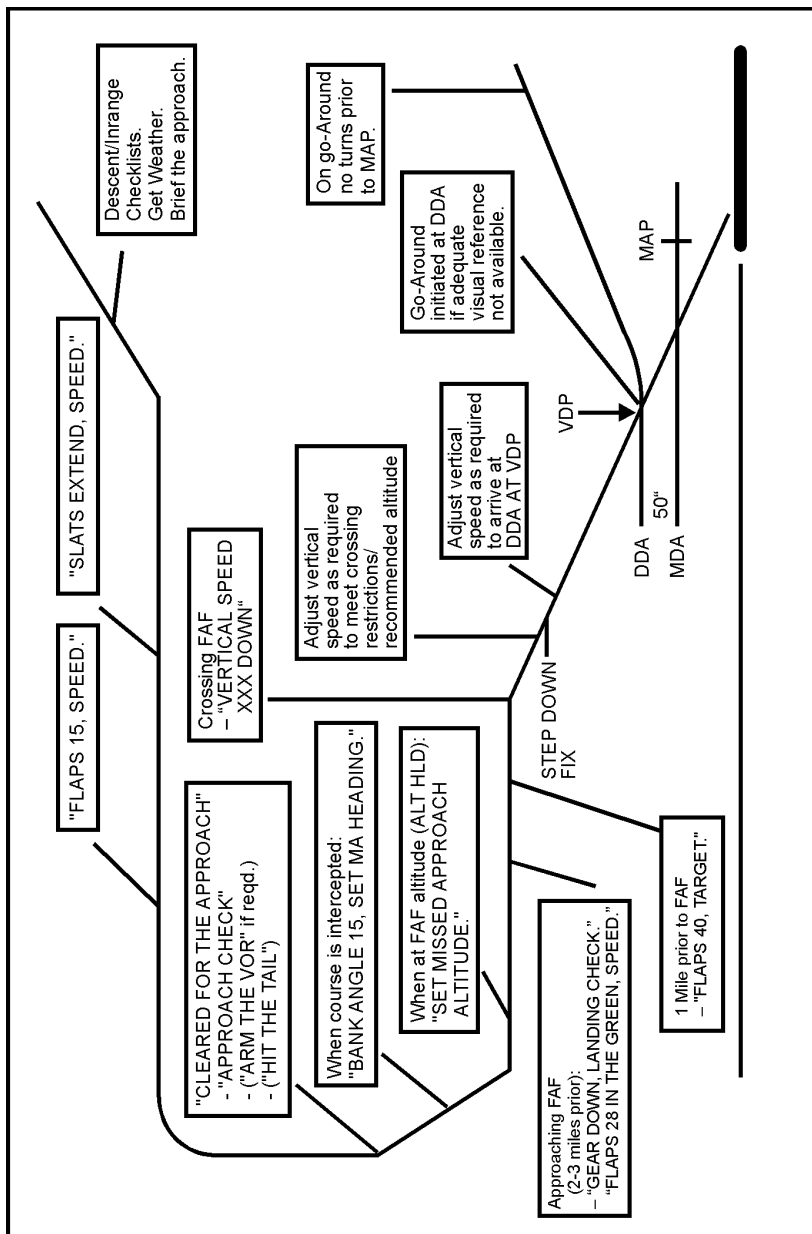 Descent/Inrange
Checklists.
Get Weather.
Brief the approach.
"SLATS EXTEND, SPEED."
"FLAPS 15, SPEED."
"CLEARED FOR THE APPROACH"
- "APPROACH CHECK"
- ("ARM THE VOR" if reqd.)
- ("HIT THE TAIL")
When course is intercepted:
"BANK ANGLE 15, SET MA HEADING."
When at FAF altitude (ALT HLD):
"SET MISSED APPROACH
ALTITUDE."
Approaching FAF
(2-3 miles prior):
– "GEAR DOWN, LANDING CHECK."
"FLAPS 28 IN THE GREEN, SPEED."
1 Mile prior to FAF
– "FLAPS 40, TARGET."
Crossing FAF
– "VERTICAL SPEED
XXX DOWN"
STEP DOWN
FIX
Adjust vertical
speed as required
to meet crossing
restrictions/
recommended altitude
Adjust vertical
speed as required
to arrive at
DDA AT VDP
VDP
DDA
50"
MDA
MAP
Go-Around
initiated at DDA
if adequate
visual reference
not available.
On go-Around
no turns prior
to MAP.